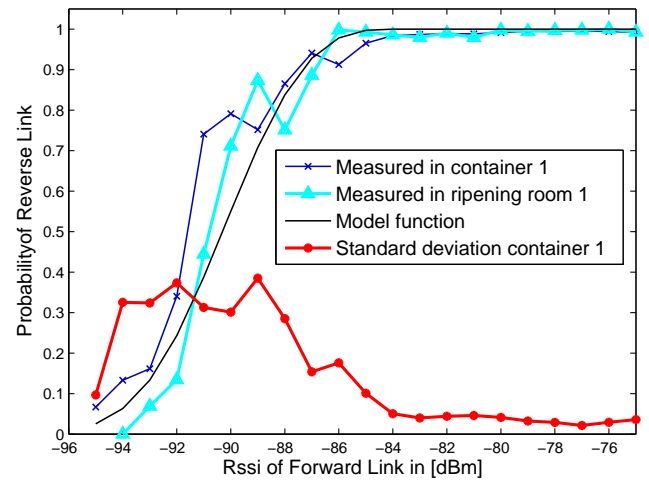 1
0.9
0.8
0.7
0.6
0.5
0.4
0.3
0.2
0.1
0
Probabilityof Reverse Link
Measured in container 1
Measured in ripening room 1
Model function
Standard deviation container 1
−96 −94 −92 −90 −88 −86 −84 −82 −80 −78 −76
Rssi of Forward Link in [dBm]